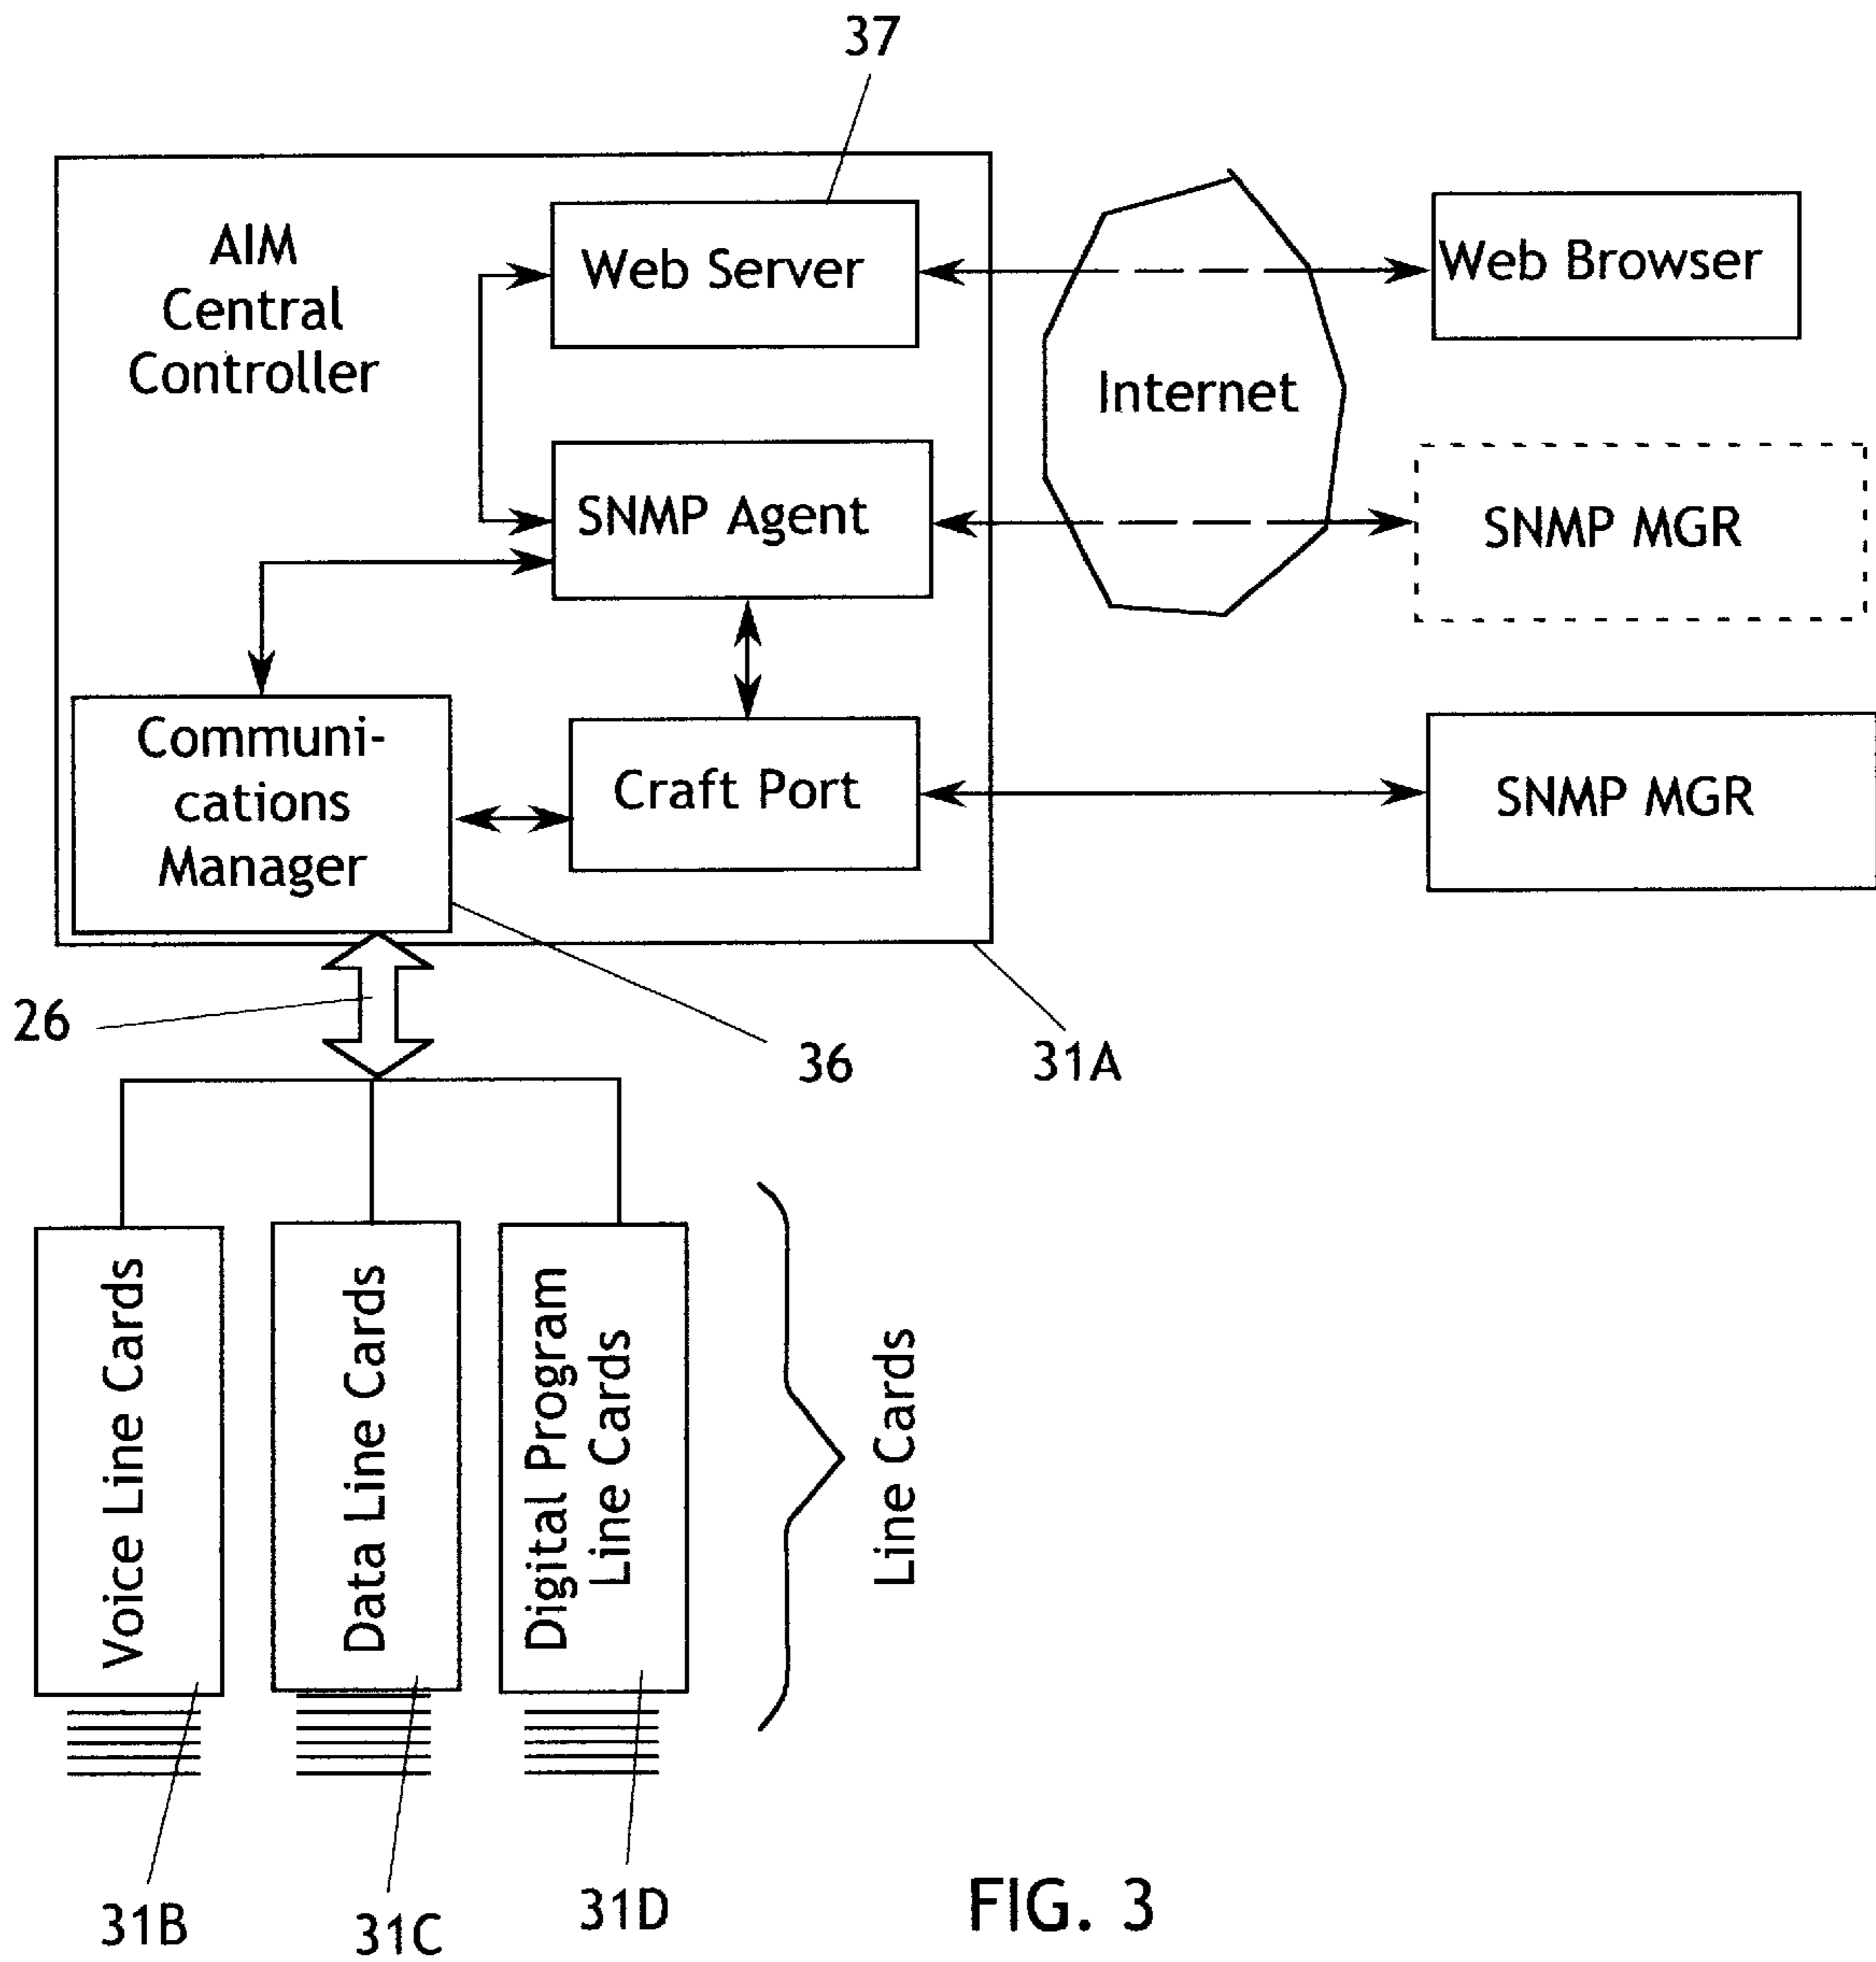 37
AIM
Central
Controller
Web Server
Web Browser
Internet
SNMP Agent
SNMP MGR
Communi-
cations
Manager
Craft Port
SNMP MGR
26
36
31A
Voice Line Cards
Data Line Cards
Digital Program
Line Cards
Line Cards
31B
31C
31D
FIG. 3